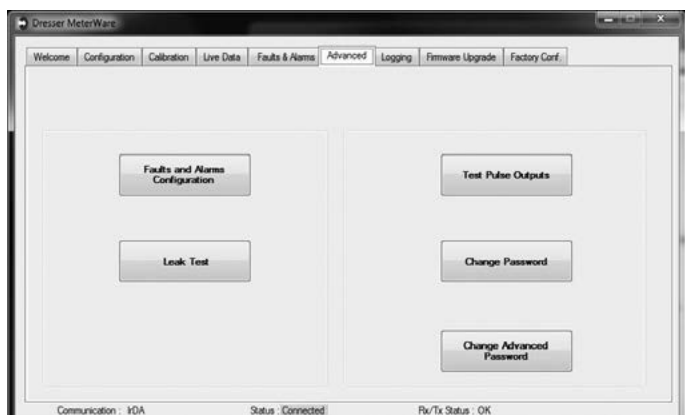 Dresser MeterWare
Welcome Configuration Calibration Live Data Faults & Alarms Advanced Logging Firmware Upgrade Factory Conf.
Faults and Alarms
Configuration
Test Pulse Outputs
Leak Test
Change Password
Change Advanced
Password
Communication : IrDA Status : Connected Rx/Tx Status : OK